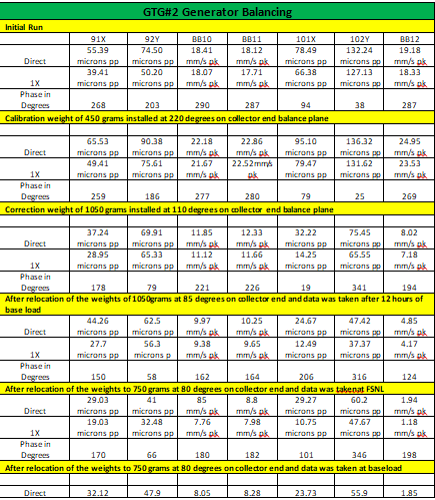 GTG#2 Generator Balancing
Initial Run
91X 92Y BB10 BB11 101X 102Y BB12
55.39 74.50 18.41 18.12 78.49 132.24 19.18
Direct microns pp microns pp mm/s pk mm/s pk microns pp microns pp mm/s pk
39.41 50.20 18.07 17.71 66.38 127.13 18.33
1X microns pp microns pp mm/s pk mm/s pk microns pp microns pp mm/s pk
Phase in
Degrees 268 203 290 287 94 38 287
Calibration weight of 450 grams installed at 220 degrees on collector end balance plane
65.53 90.38 22.18 22.86 95.10 136.32 24.95
Direct microns pp microns pp mm/s pk mm/s pk microns pp microns pp mm/s pk
49.41 75.61 21.67 22.52mm/s 79.47 131.62 23.53
1X microns pp microns pp mm/s pk pk microns pp microns pp mm/s pk
Phase in
Degrees 259 186 277 280 79 25 269
Correction weight of 1050 grams installed at 110 degrees on collector end balance plane
37.24 69.91 11.85 12.33 32.22 75.45 8.02
Direct microns pp microns pp mm/s pk mm/s pk microns pp microns pp mm/s pk
28.95 65.33 11.12 11.66 14.25 65.55 7.18
1X microns pp microns pp mm/s pk mm/s pk microns pp microns pp mm/s pk
Phase in
Degrees 178 79 221 226 19 341 194
After relocation of the weights of 1050grams at 85 degrees on collector end and data was taken after 12 hours of
base load
44.26 62.5 9.97 10.25 24.67 47.42 4.85
Direct microns pp microns pp mm/s pk mm/s pk microns pp microns pp mm/s pk
27.7 56.3 9.38 9.65 12.49 37.37 4.17
1X microns pp microns p mm/s pk mm/s pk microns pp microns pp mm/s pk
Phase in
Degrees 150 58 162 164 206 316 124
After relocation of the weights to 750 grams at 80 degrees on collector end and data was taken at FSNL
29.03 41 85 8.8 29.27 60.2 1.94
Direct microns pp microns pp mm/s pk mm/s pk microns pp microns pp mm/s pk
19.03 32.48 7.76 7.98 10.75 47.67 1.18
1X microns pp microns pp mm/s pk mm/s pk microns pp microns pp mm/s pk
Phase in
Degrees 170 66 180 182 101 346 198
After relocation of the weights to 750 grams at 80 degrees on collector end and data was taken at base load
Direct 32.12 47.9 8.05 8.28 23.73 55.9 1.85